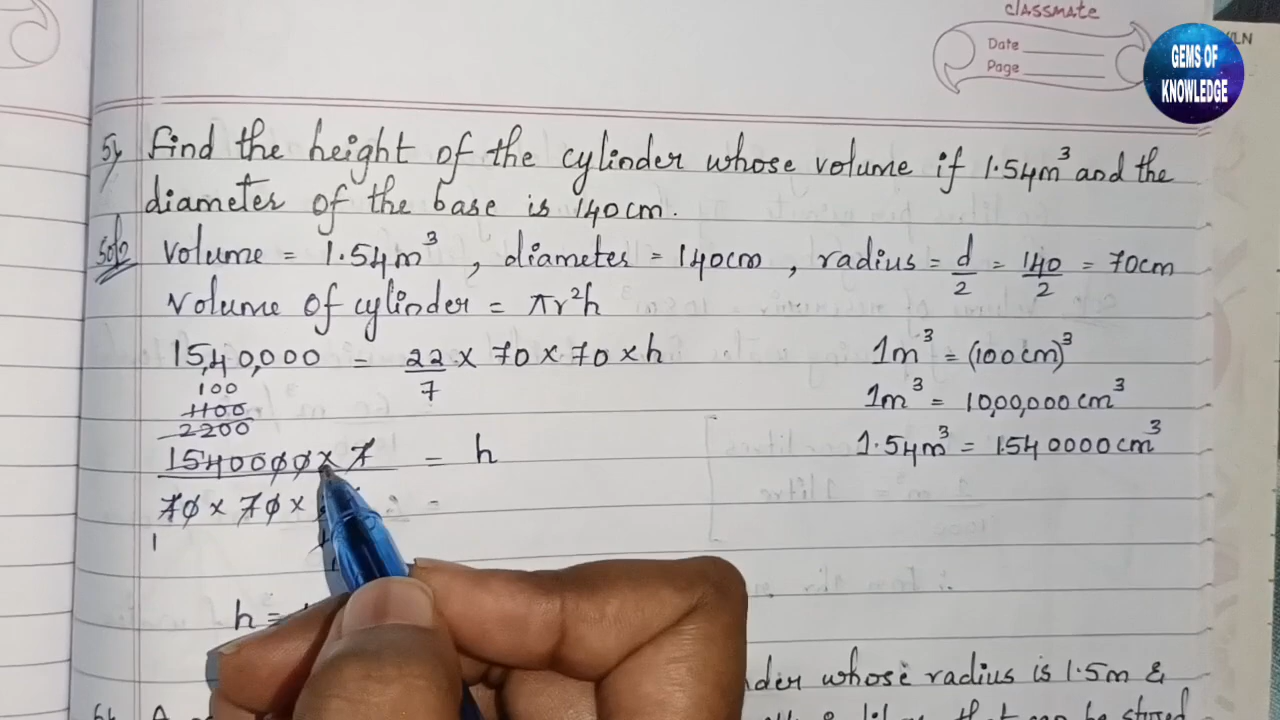 classmate
Date
Page
GEMS OF
KNOWLEDGE
5) Find the height of the cylinder whose volume if 1.54m³ and the
diameter of the base is 140cm.
Sol: Volume = 1.54m³, diameter = 140cm, radius = d/2 = 140/2 = 70cm
Volume of cylinder = πr²h
15,40,000 = 22/7 × 70 × 70 × h
1m³ = (100cm)³
100
1100
2200
1m³ = 10,00,000cm³
1540000 × 7 = h
1.54m³ = 1540000cm³
70 × 70 ×
1
h =
whose radius is 1.5m &